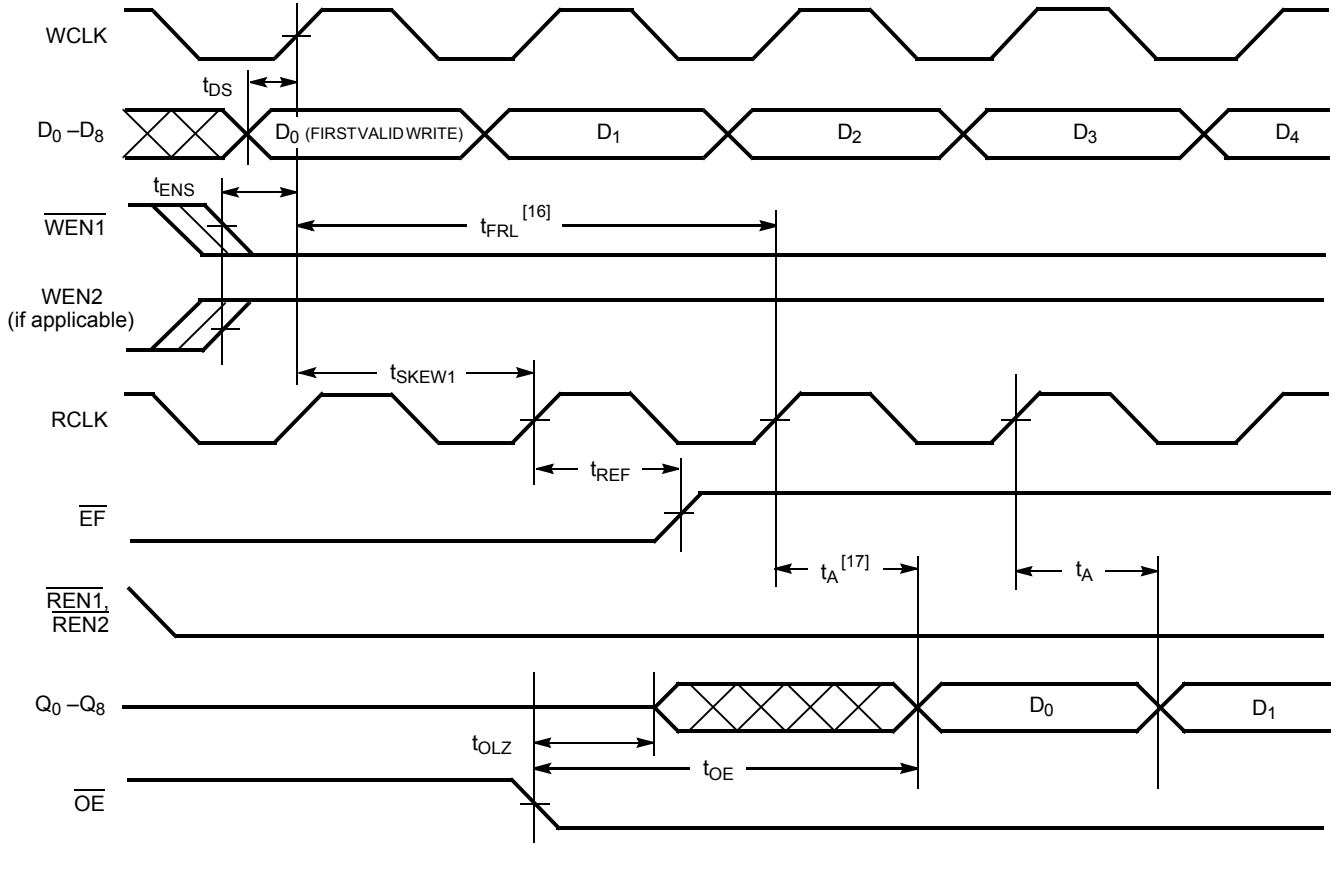 WCLK
tDS
D0 –D8
D0 (FIRST VALID WRITE)
D1
D2
D3
D4
tENS
WEN1
tFRL [16]
WEN2
(if applicable)
tSKEW1
RCLK
tREF
EF
tA [17]
tA
REN1,
REN2
Q0 –Q8
D0
D1
tOLZ
tOE
OE